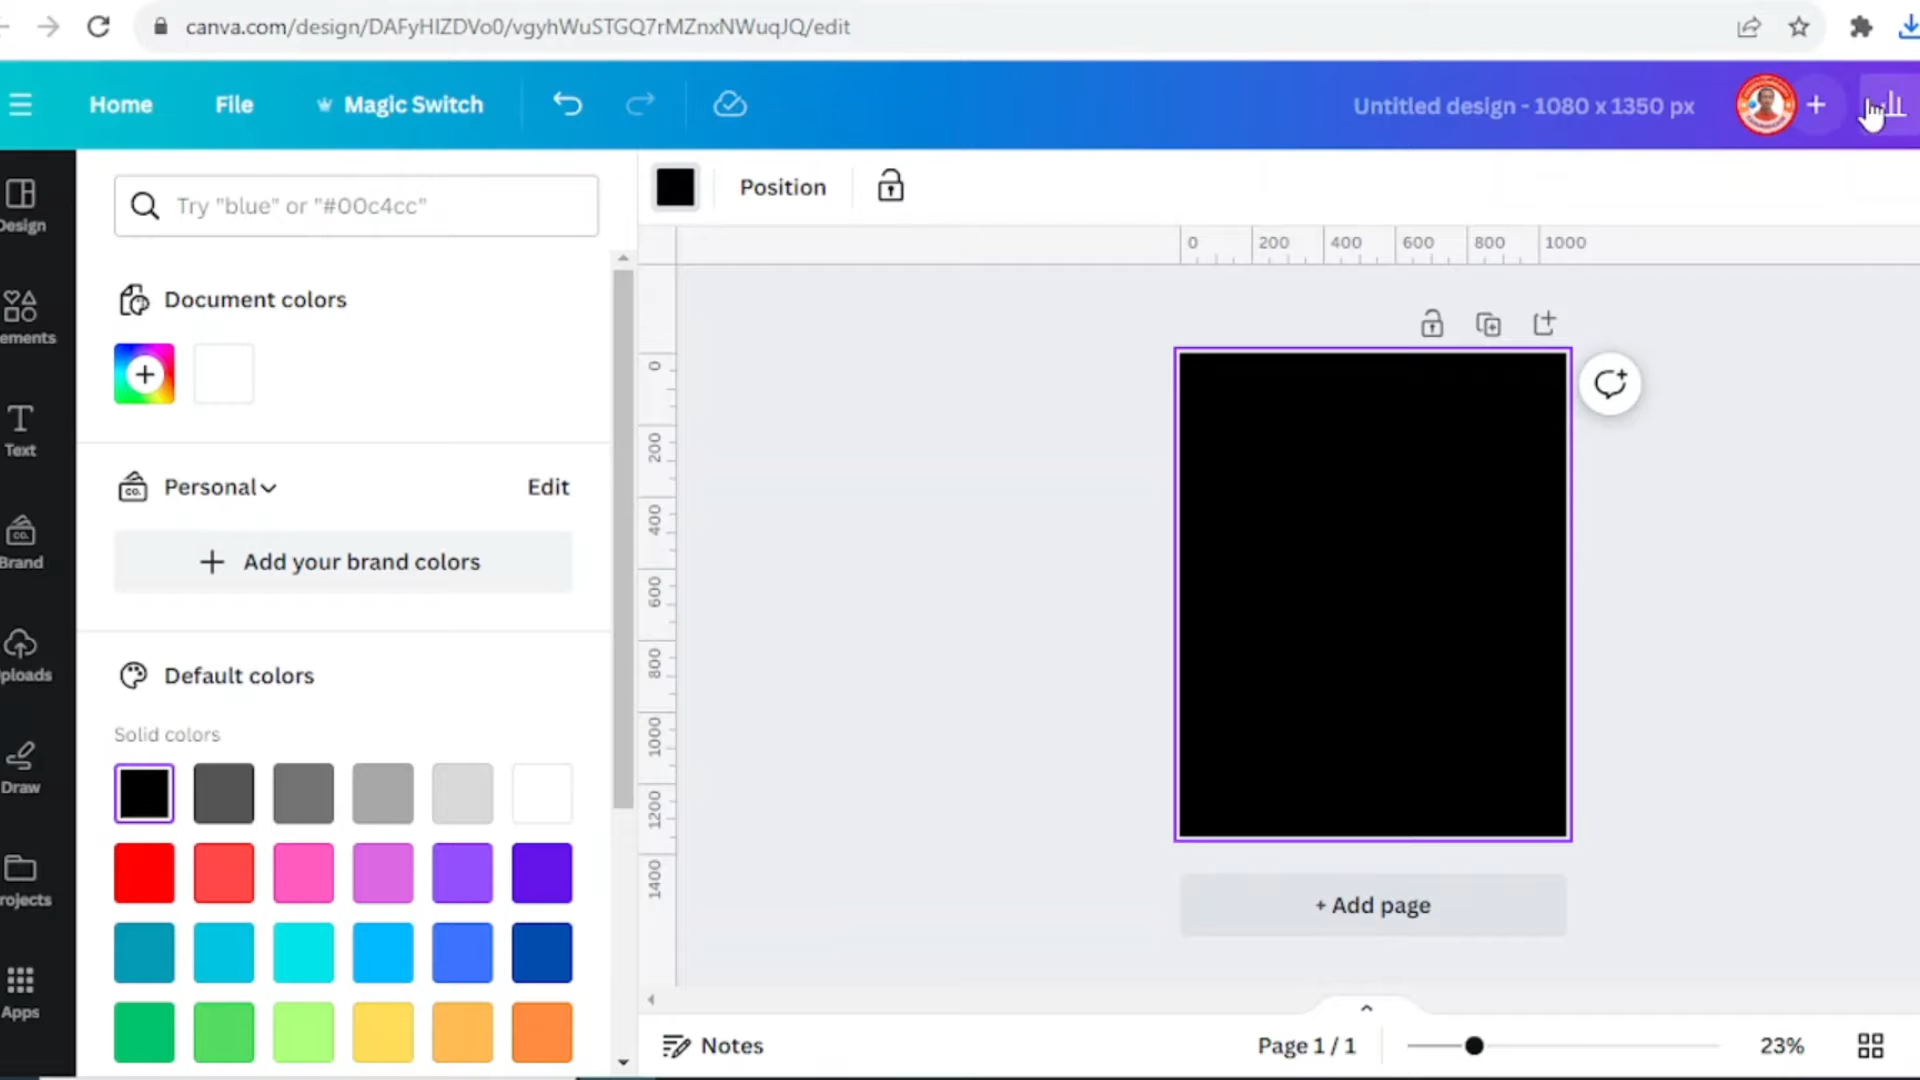 canva.com/design/DAFyHIZDVo0/vgyhWuSTGQ7rMZnxNWuqJQ/edit
Home File Magic Switch Untitled design - 1080 x 1350 px
Design
ements
Text
Brand
ploads
Draw
rojects
Apps
Try "blue" or "#00c4cc"
Document colors
Personal Edit
CO.
Add your brand colors
Default colors
Solid colors
Position
0 200 400 600 800 1000
0
200
400
600
800
1000
1200
1400
+ Add page
Notes Page 1 / 1 23%